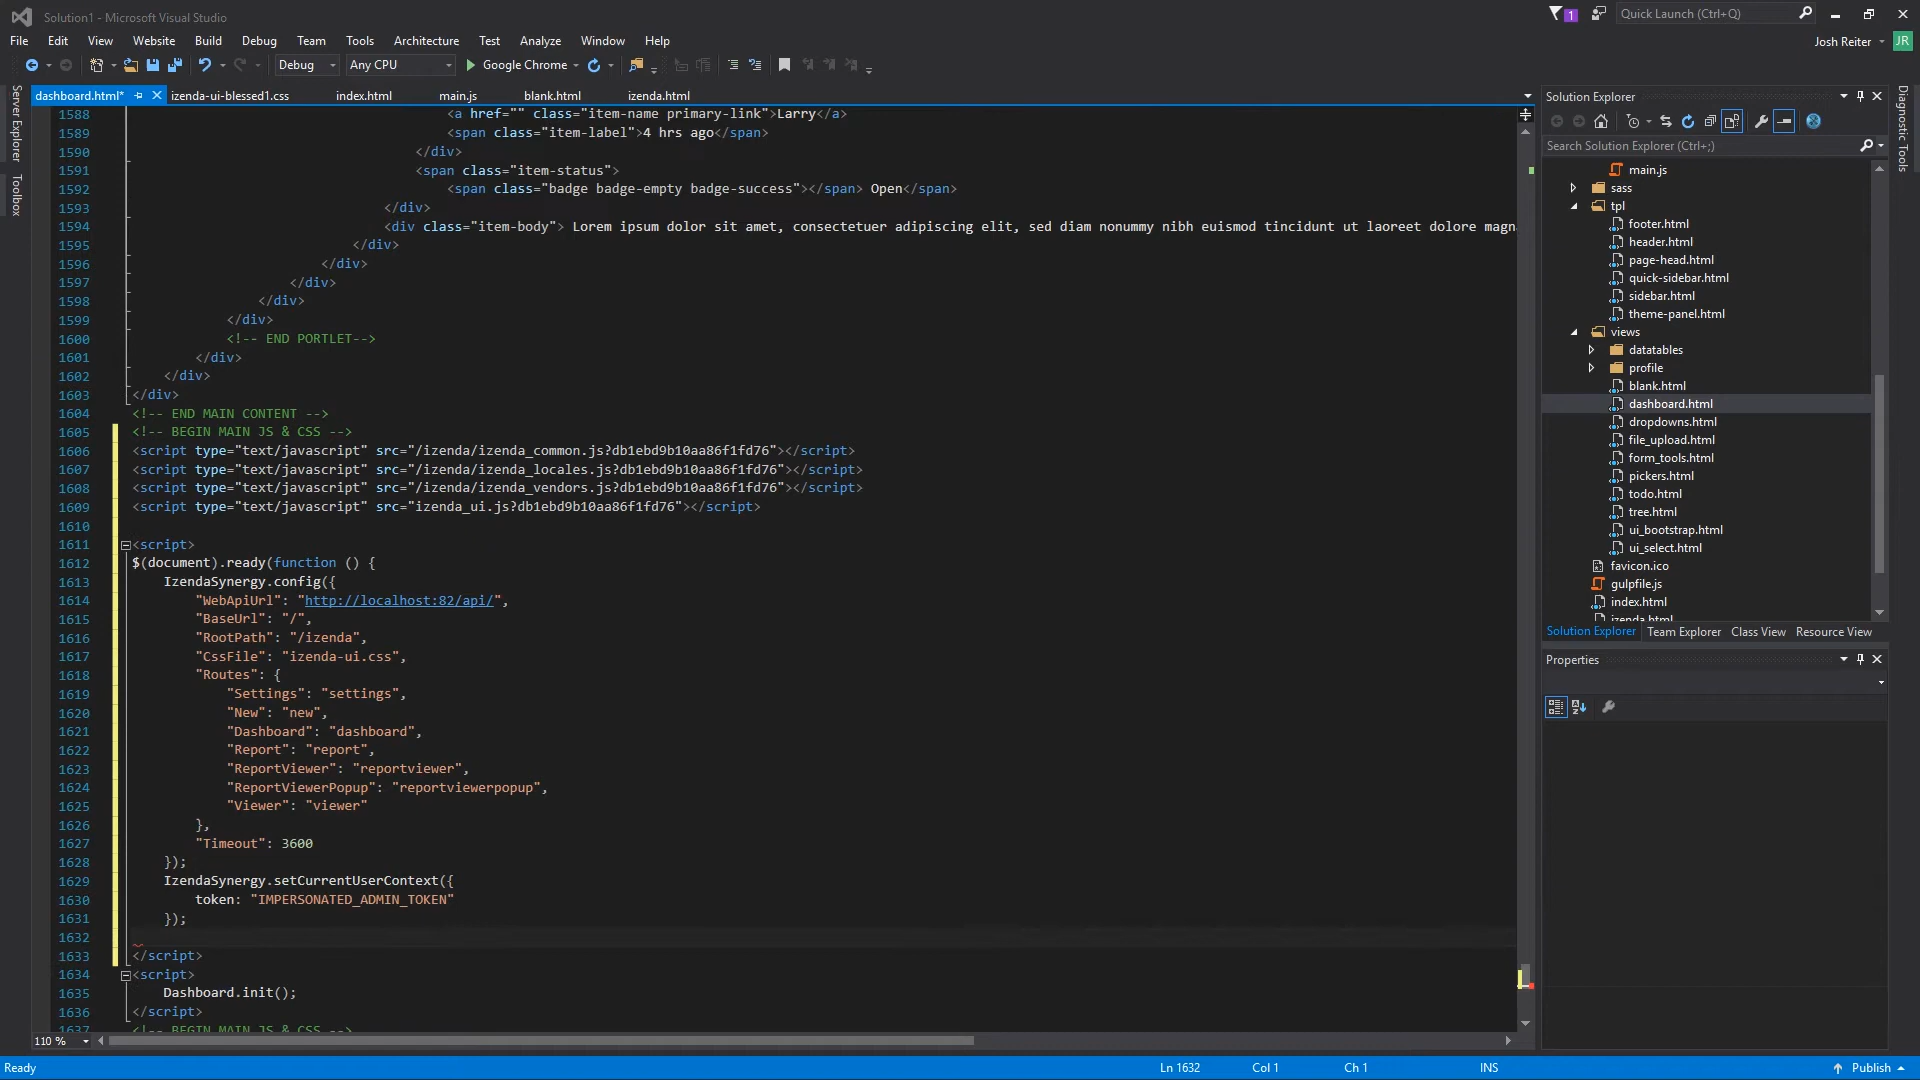 Solution1 - Microsoft Visual Studio
1
Quick Launch (Ctrl+Q)
File Edit View Website Build Debug Team Tools Architecture Test Analyze Window Help
Josh Reiter JR
Debug Any CPU Google Chrome
Server Explorer
Toolbox
dashboard.html* izenda-ui-blessed1.css index.html main.js blank.html izenda.html
1588 <a href="" class="item-name primary-link">Larry</a>
1589 <span class="item-label">4 hrs ago</span>
1590 </div>
1591 <span class="item-status">
1592 <span class="badge badge-empty badge-success"></span> Open</span>
1593 </div>
1594 <div class="item-body"> Lorem ipsum dolor sit amet, consectetuer adipiscing elit, sed diam nonummy nibh euismod tincidunt ut laoreet dolore magn
1595 </div>
1596 </div>
1597 </div>
1598 </div>
1599 </div>
1600 <!-- END PORTLET-->
1601 </div>
1602 </div>
1603 </div>
1604 <!-- END MAIN CONTENT -->
1605 <!-- BEGIN MAIN JS & CSS -->
1606 <script type="text/javascript" src="/izenda/izenda_common.js?db1ebd9b10aa86f1fd76"></script>
1607 <script type="text/javascript" src="/izenda/izenda_locales.js?db1ebd9b10aa86f1fd76"></script>
1608 <script type="text/javascript" src="/izenda/izenda_vendors.js?db1ebd9b10aa86f1fd76"></script>
1609 <script type="text/javascript" src="izenda_ui.js?db1ebd9b10aa86f1fd76"></script>
1610
1611 <script>
1612 $(document).ready(function () {
1613 IzendaSynergy.config({
1614 "WebApiUrl": "http://localhost:82/api/",
1615 "BaseUrl": "/",
1616 "RootPath": "/izenda",
1617 "CssFile": "izenda-ui.css",
1618 "Routes": {
1619 "Settings": "settings",
1620 "New": "new",
1621 "Dashboard": "dashboard",
1622 "Report": "report",
1623 "ReportViewer": "reportviewer",
1624 "ReportViewerPopup": "reportviewerpopup",
1625 "Viewer": "viewer"
1626 },
1627 "Timeout": 3600
1628 });
1629 IzendaSynergy.setCurrentUserContext({
1630 token: "IMPERSONATED_ADMIN_TOKEN"
1631 });
1632
1633 </script>
1634 <script>
1635 Dashboard.init();
1636 </script>
1637 <!-- BEGIN MAIN JS & CSS -->
110 %
Solution Explorer
Search Solution Explorer (Ctrl+;)
main.js
sass
tpl
footer.html
header.html
page-head.html
quick-sidebar.html
sidebar.html
theme-panel.html
views
datatables
profile
blank.html
dashboard.html
dropdowns.html
file_upload.html
form_tools.html
pickers.html
todo.html
tree.html
ui_bootstrap.html
ui_select.html
favicon.ico
gulpfile.js
index.html
izenda.html
Solution Explorer Team Explorer Class View Resource View
Properties
Diagnostic Tools
Ready Ln 1632 Col 1 Ch 1 INS Publish